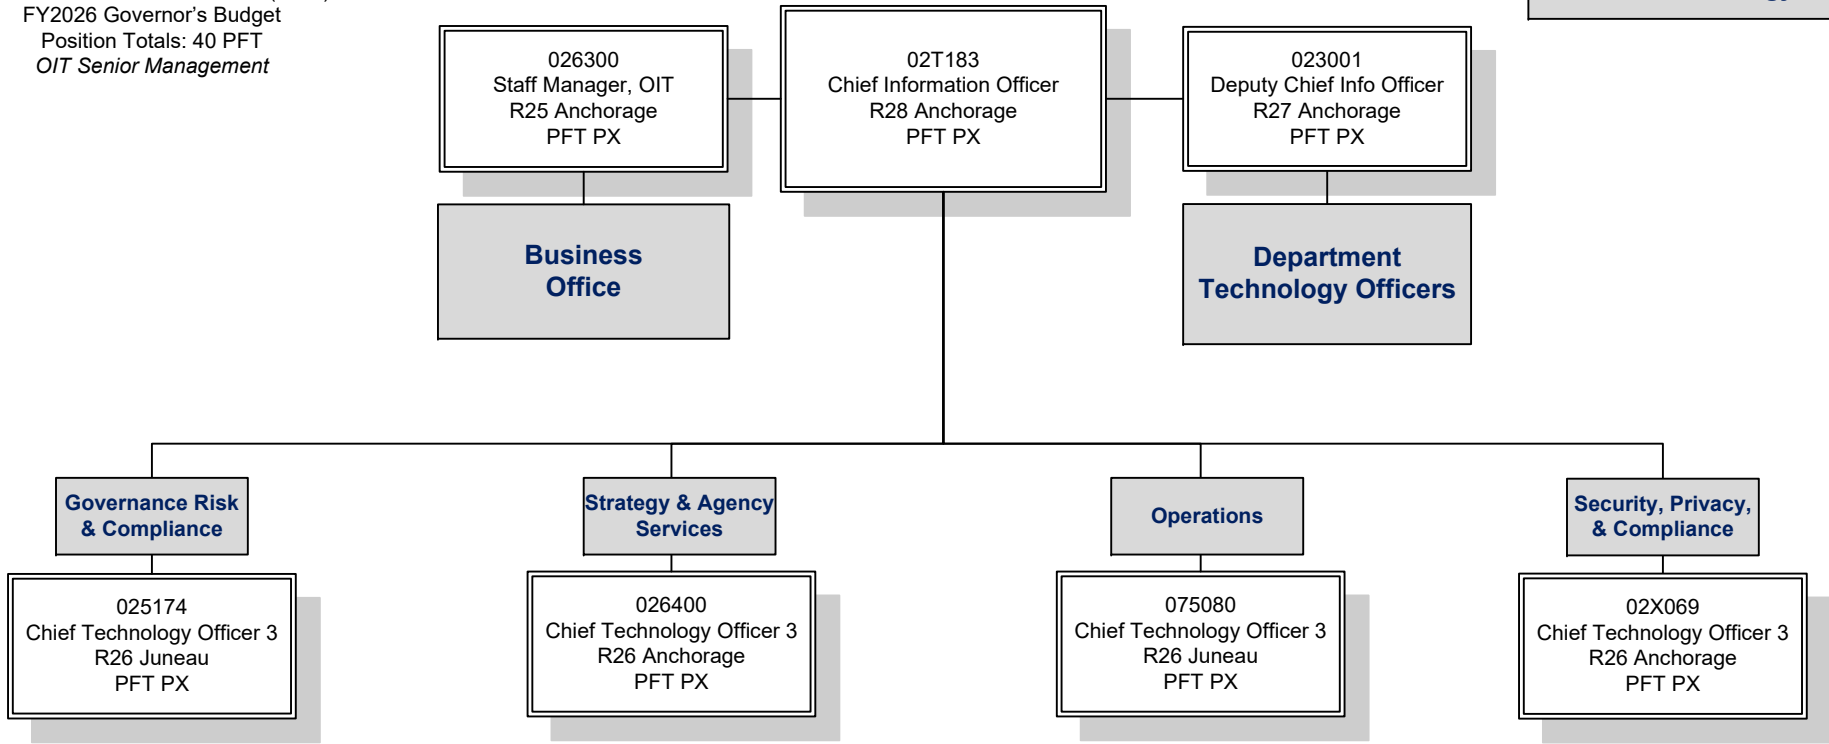 FY2026 Governor’s Budget
Position Totals: 40 PFT
OIT Senior Management
026300
Staff Manager, OIT
R25 Anchorage
PFT PX
02T183
Chief Information Officer
R28 Anchorage
PFT PX
023001
Deputy Chief Info Officer
R27 Anchorage
PFT PX
Business
Office
Department
Technology Officers
Governance Risk
& Compliance
Strategy & Agency
Services
Operations
Security, Privacy,
& Compliance
025174
Chief Technology Officer 3
R26 Juneau
PFT PX
026400
Chief Technology Officer 3
R26 Anchorage
PFT PX
075080
Chief Technology Officer 3
R26 Juneau
PFT PX
02X069
Chief Technology Officer 3
R26 Anchorage
PFT PX